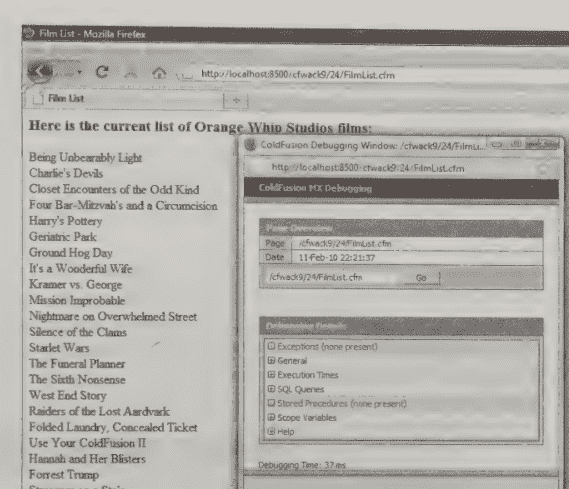 Film List - Mozilla Firefox
http://localhost:8500/cfwack9/24/FilmList.cfm
Film List
Here is the current list of Orange Whip Studios films:
Being Unbearably Light
Charlie's Devils
Closet Encounters of the Odd Kind
Four Bar-Mitzvah's and a Circumcision
Harry's Pottery
Geriatric Park
Ground Hog Day
It's a Wonderful Wife
Kramer vs. George
Mission Improbable
Nightmare on Overwhelmed Street
Silence of the Clams
Starlet Wars
The Funeral Planner
The Sixth Nonsense
West End Story
Raiders of the Lost Aardvark
Folded Laundry, Concealed Ticket
Use Your ColdFusion II
Hannah and Her Blisters
Forrest Trump
ColdFusion Debugging Window: /cfwack9/24/FilmLi...
http://localhost:8500/cfwack9/24/FilmList.cfm
ColdFusion MX Debugging
Page Overview
Page /cfwack9/24/FilmList.cfm
Date 11-Feb-10 22:21:37
/cfwack9/24/FilmList.cfm Go
Debugging Details
Exceptions (none present)
General
Execution Times
SQL Queries
Stored Procedures (none present)
Scope Variables
Help
Debugging Time: 37 ms